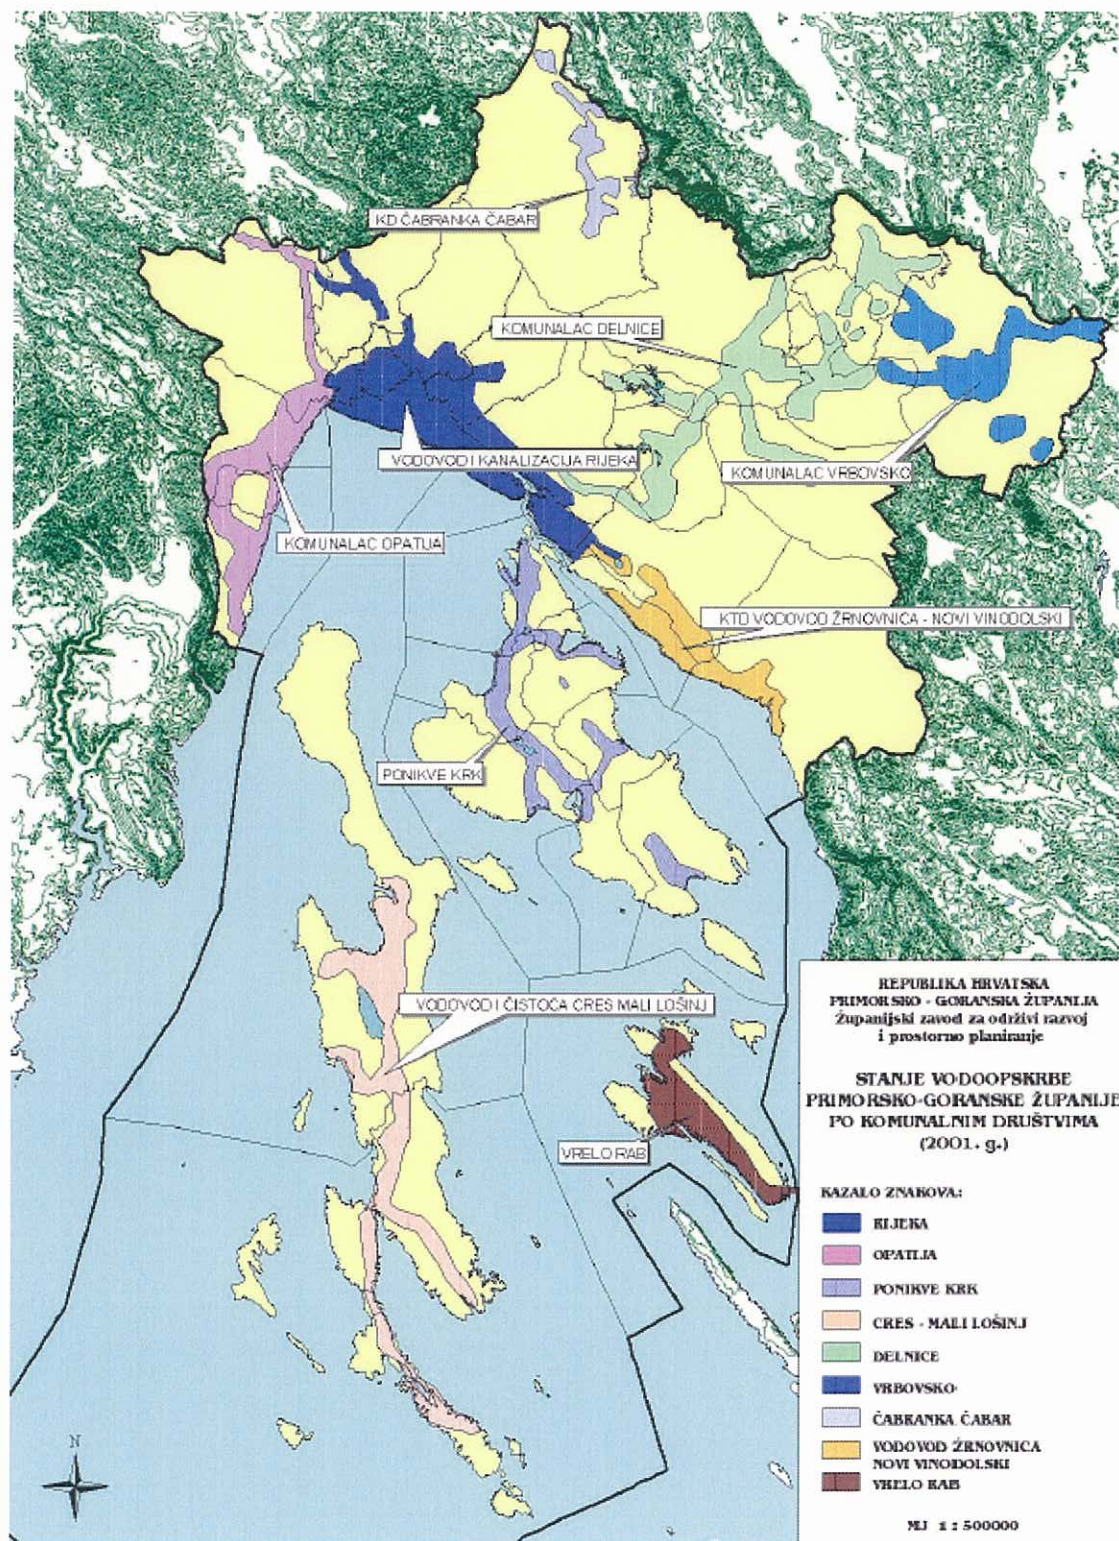 KD ČABRANKA ČABAR
KOMUNALAC DELNICE
VODOVOD I KANALIZACIJA RIJEKA
KOMUNALAC VRBOVSKO
KOMUNALAC OPATIJA
KTD VODOVOD ŽRNOVNICA - NOVI VINODOLSKI
PONIKVE KRK
VODOVOD I ČISTOĆA CRES MALI LOŠINJ
VRELO RAB
N
REPUBLIKA HRVATSKA
PRIMORSKO - GORANSKA ŽUPANIJA
Županijski zavod za održivi razvoj
i prostorno planiranje
STANJE VODOOPSKRBE
PRIMORSKO-GORANSKE ŽUPANIJE
PO KOMUNALNIM DRUŠTVIMA
(2001. g.)
KAZALO ZNAKOVA:
RIJEKA
OPATIJA
PONIKVE KRK
CRES - MALI LOŠINJ
DELNICE
VRBOVSKO
ČABRANKA ČABAR
VODOVOD ŽRNOVNICA
NOVI VINODOLSKI
VRELO RAB
MJ 1 : 500000